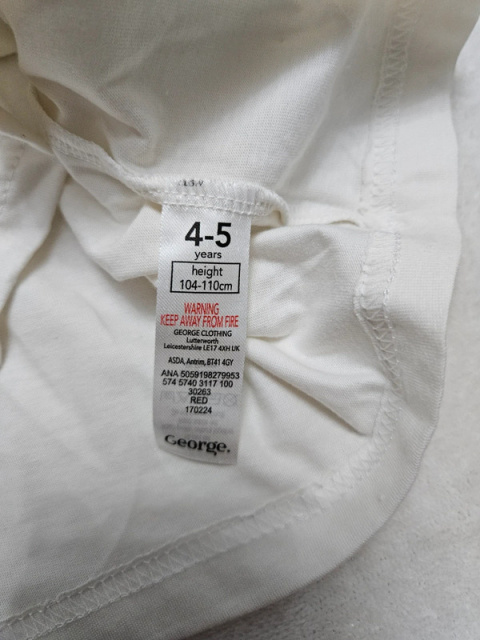 4-5
years
height
104-110cm
WARNING
KEEP AWAY FROM FIRE
GEORGE CLOTHING
Lutterworth
Leicestershire LE17 4XH UK
ASDA, Antrim, BT41 4GY
ANA 5059198279953
574 5740 3117 100
30263
RED
170224
George.